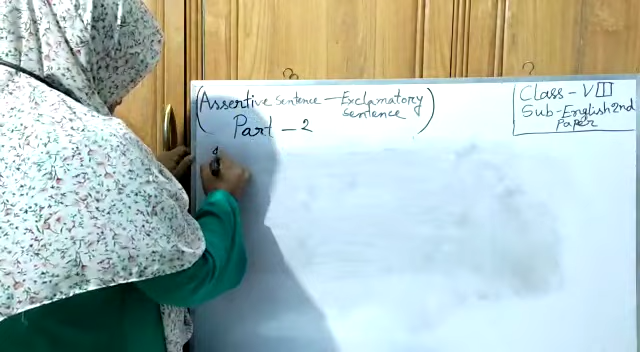 (Assertive Sentence — Exclamatory Sentence)
Part - 2
Class - VIII
Sub - English 2nd
Paper